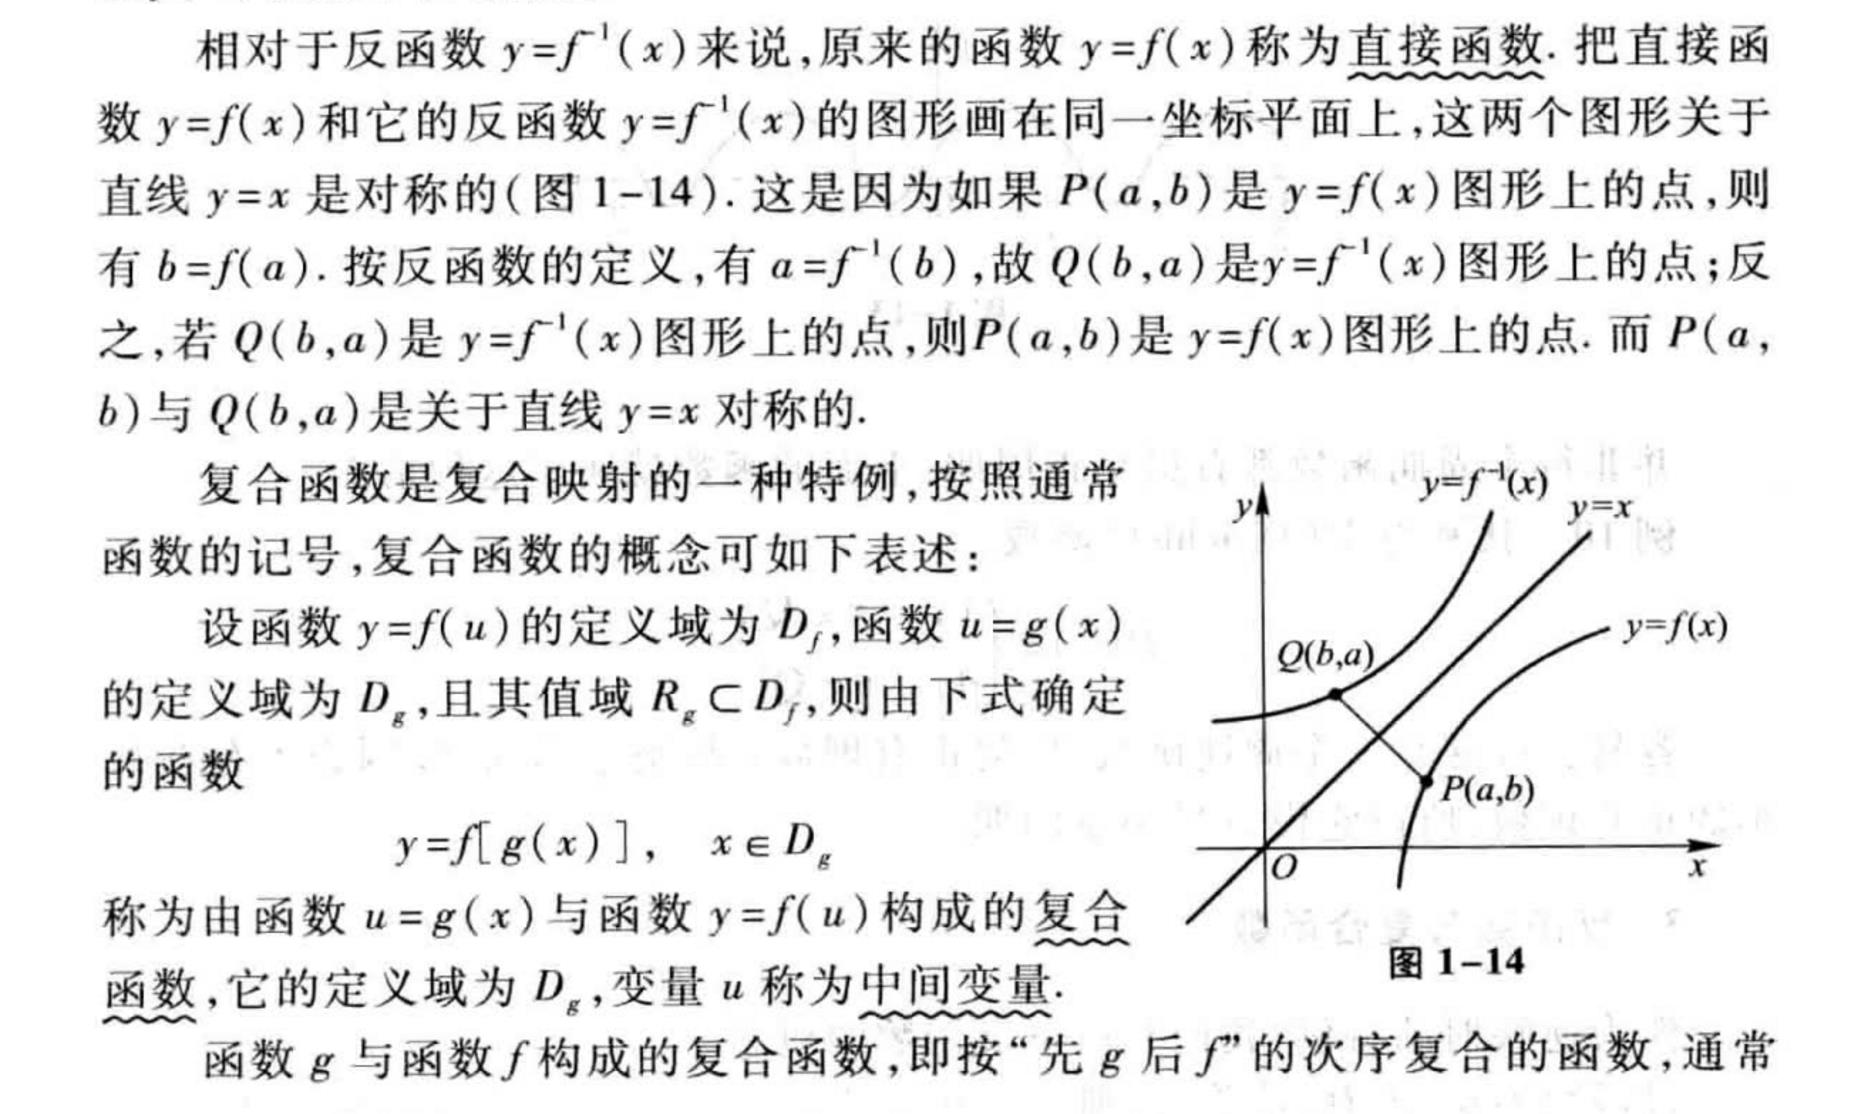 相对于反函数 y=f⁻¹(x)来说,原来的函数 y=f(x)称为直接函数. 把直接函
数 y=f(x)和它的反函数 y=f⁻¹(x)的图形画在同一坐标平面上,这两个图形关于
直线 y=x 是对称的(图 1-14). 这是因为如果 P(a,b)是 y=f(x)图形上的点,则
有 b=f(a). 按反函数的定义,有 a=f⁻¹(b),故 Q(b,a)是y=f⁻¹(x)图形上的点;反
之,若 Q(b,a)是 y=f⁻¹(x)图形上的点,则P(a,b)是 y=f(x)图形上的点. 而 P(a,
b)与 Q(b,a)是关于直线 y=x 对称的.
复合函数是复合映射的一种特例,按照通常
函数的记号,复合函数的概念可如下表述:
设函数 y=f(u)的定义域为 D_f,函数 u=g(x)
的定义域为 D_g,且其值域 R_g⊂D_f,则由下式确定
的函数
y=f[g(x)], x∈D_g
称为由函数 u=g(x)与函数 y=f(u)构成的复合
函数,它的定义域为 D_g,变量 u 称为中间变量.
y
y=f⁻¹(x)
y=x
y=f(x)
Q(b,a)
P(a,b)
O
x
图 1-14
函数 g 与函数 f 构成的复合函数,即按“先 g 后 f”的次序复合的函数,通常